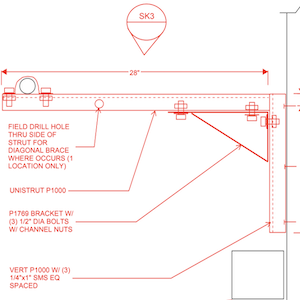 SK3
28"
FIELD DRILL HOLE
THRU SIDE OF
STRUT FOR
DIAGONAL BRACE
WHERE OCCURS (1
LOCATION ONLY)
UNISTRUT P1000
P1769 BRACKET W/
(3) 1/2" DIA BOLTS
W/ CHANNEL NUTS
VERT P1000 W/ (3)
1/4"x1" SMS EQ
SPACED